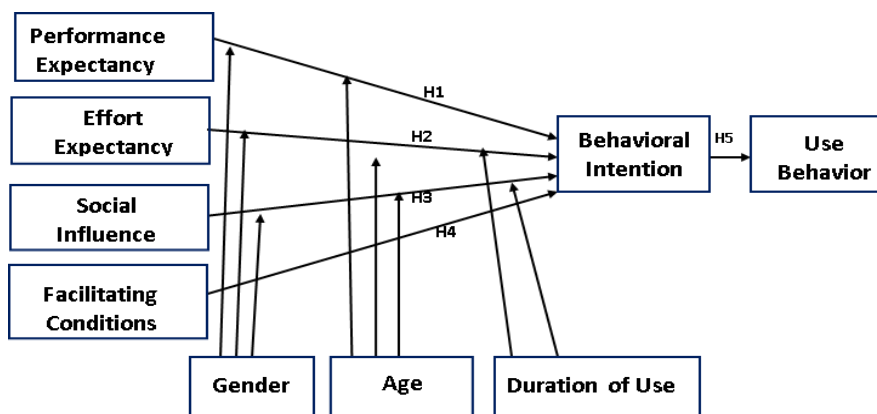 Performance
Expectancy
H1
Effort
Expectancy
H2
Behavioral
Intention
H5
Use
Behavior
Social
Influence
H3
H4
Facilitating
Conditions
Gender
Age
Duration of Use